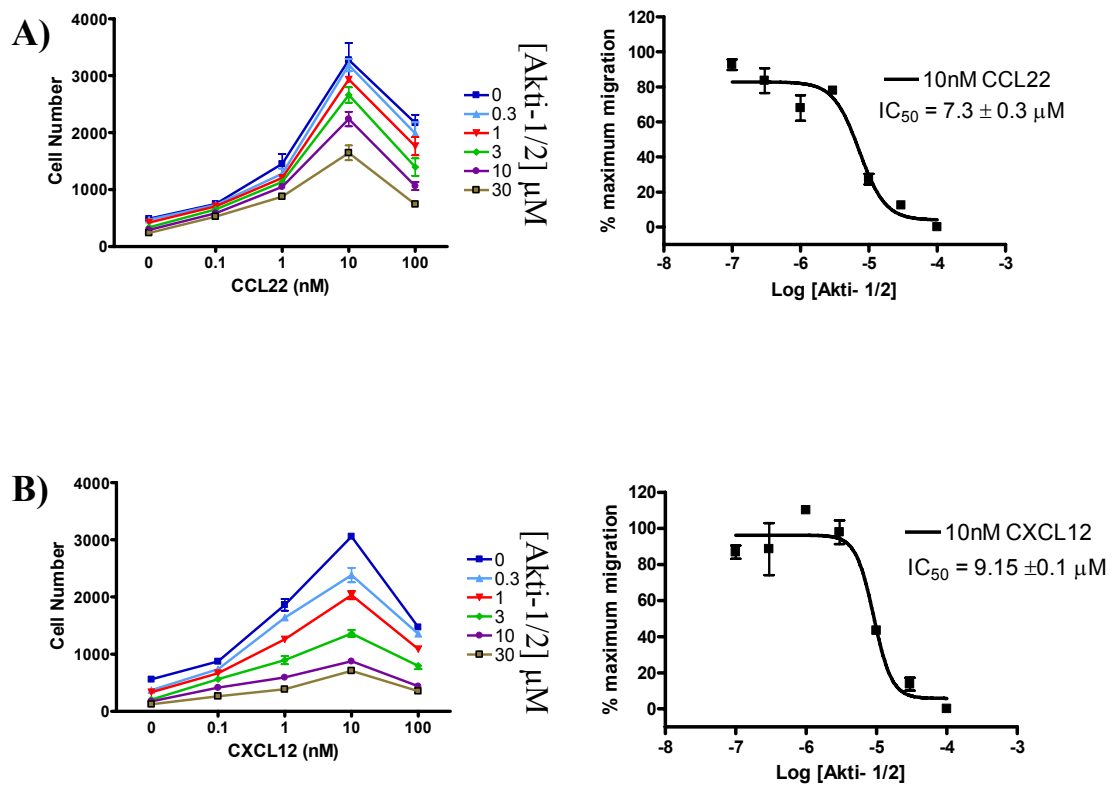 A)
4000
3000
2000
1000
0
Cell Number
0 0.1 1 10 100
CCL22 (nM)
0
0.3
1
3
10
30
[Akti-1/2] µM
120
100
80
60
40
20
0
% maximum migration
-8 -7 -6 -5 -4 -3
Log [Akti- 1/2]
10nM CCL22
IC50 = 7.3 ± 0.3 µM
B)
4000
3000
2000
1000
0
Cell Number
0 0.1 1 10 100
CXCL12 (nM)
0
0.3
1
3
10
30
[Akti-1/2] µM
120
100
80
60
40
20
0
% maximum migration
-8 -7 -6 -5 -4 -3
Log [Akti- 1/2]
10nM CXCL12
IC50 = 9.15 ±0.1 µM